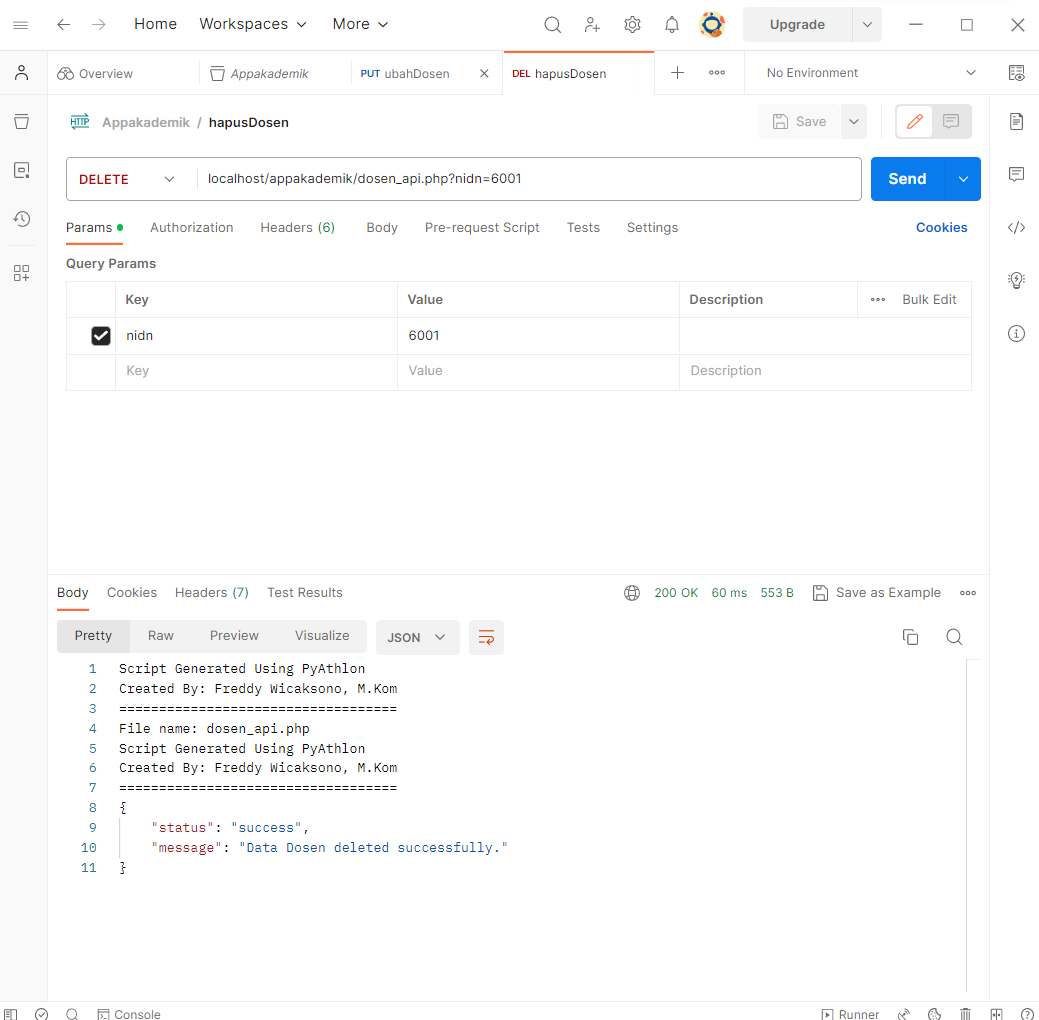 Home Workspaces More Upgrade
Overview Appakademik PUT ubahDosen DEL hapusDosen No Environment
HTTP Appakademik / hapusDosen Save
DELETE localhost/appakademik/dosen_api.php?nidn=6001 Send
Params Authorization Headers (6) Body Pre-request Script Tests Settings Cookies
Query Params
Key Value Description Bulk Edit
nidn 6001
Key Value Description
Body Cookies Headers (7) Test Results 200 OK 60 ms 553 B Save as Example
Pretty Raw Preview Visualize JSON
1 Script Generated Using PyAthlon
2 Created By: Freddy Wicaksono, M.Kom
3 ===================================
4 File name: dosen_api.php
5 Script Generated Using PyAthlon
6 Created By: Freddy Wicaksono, M.Kom
7 ===================================
8 {
9 "status": "success",
10 "message": "Data Dosen deleted successfully."
11 }
Console Runner